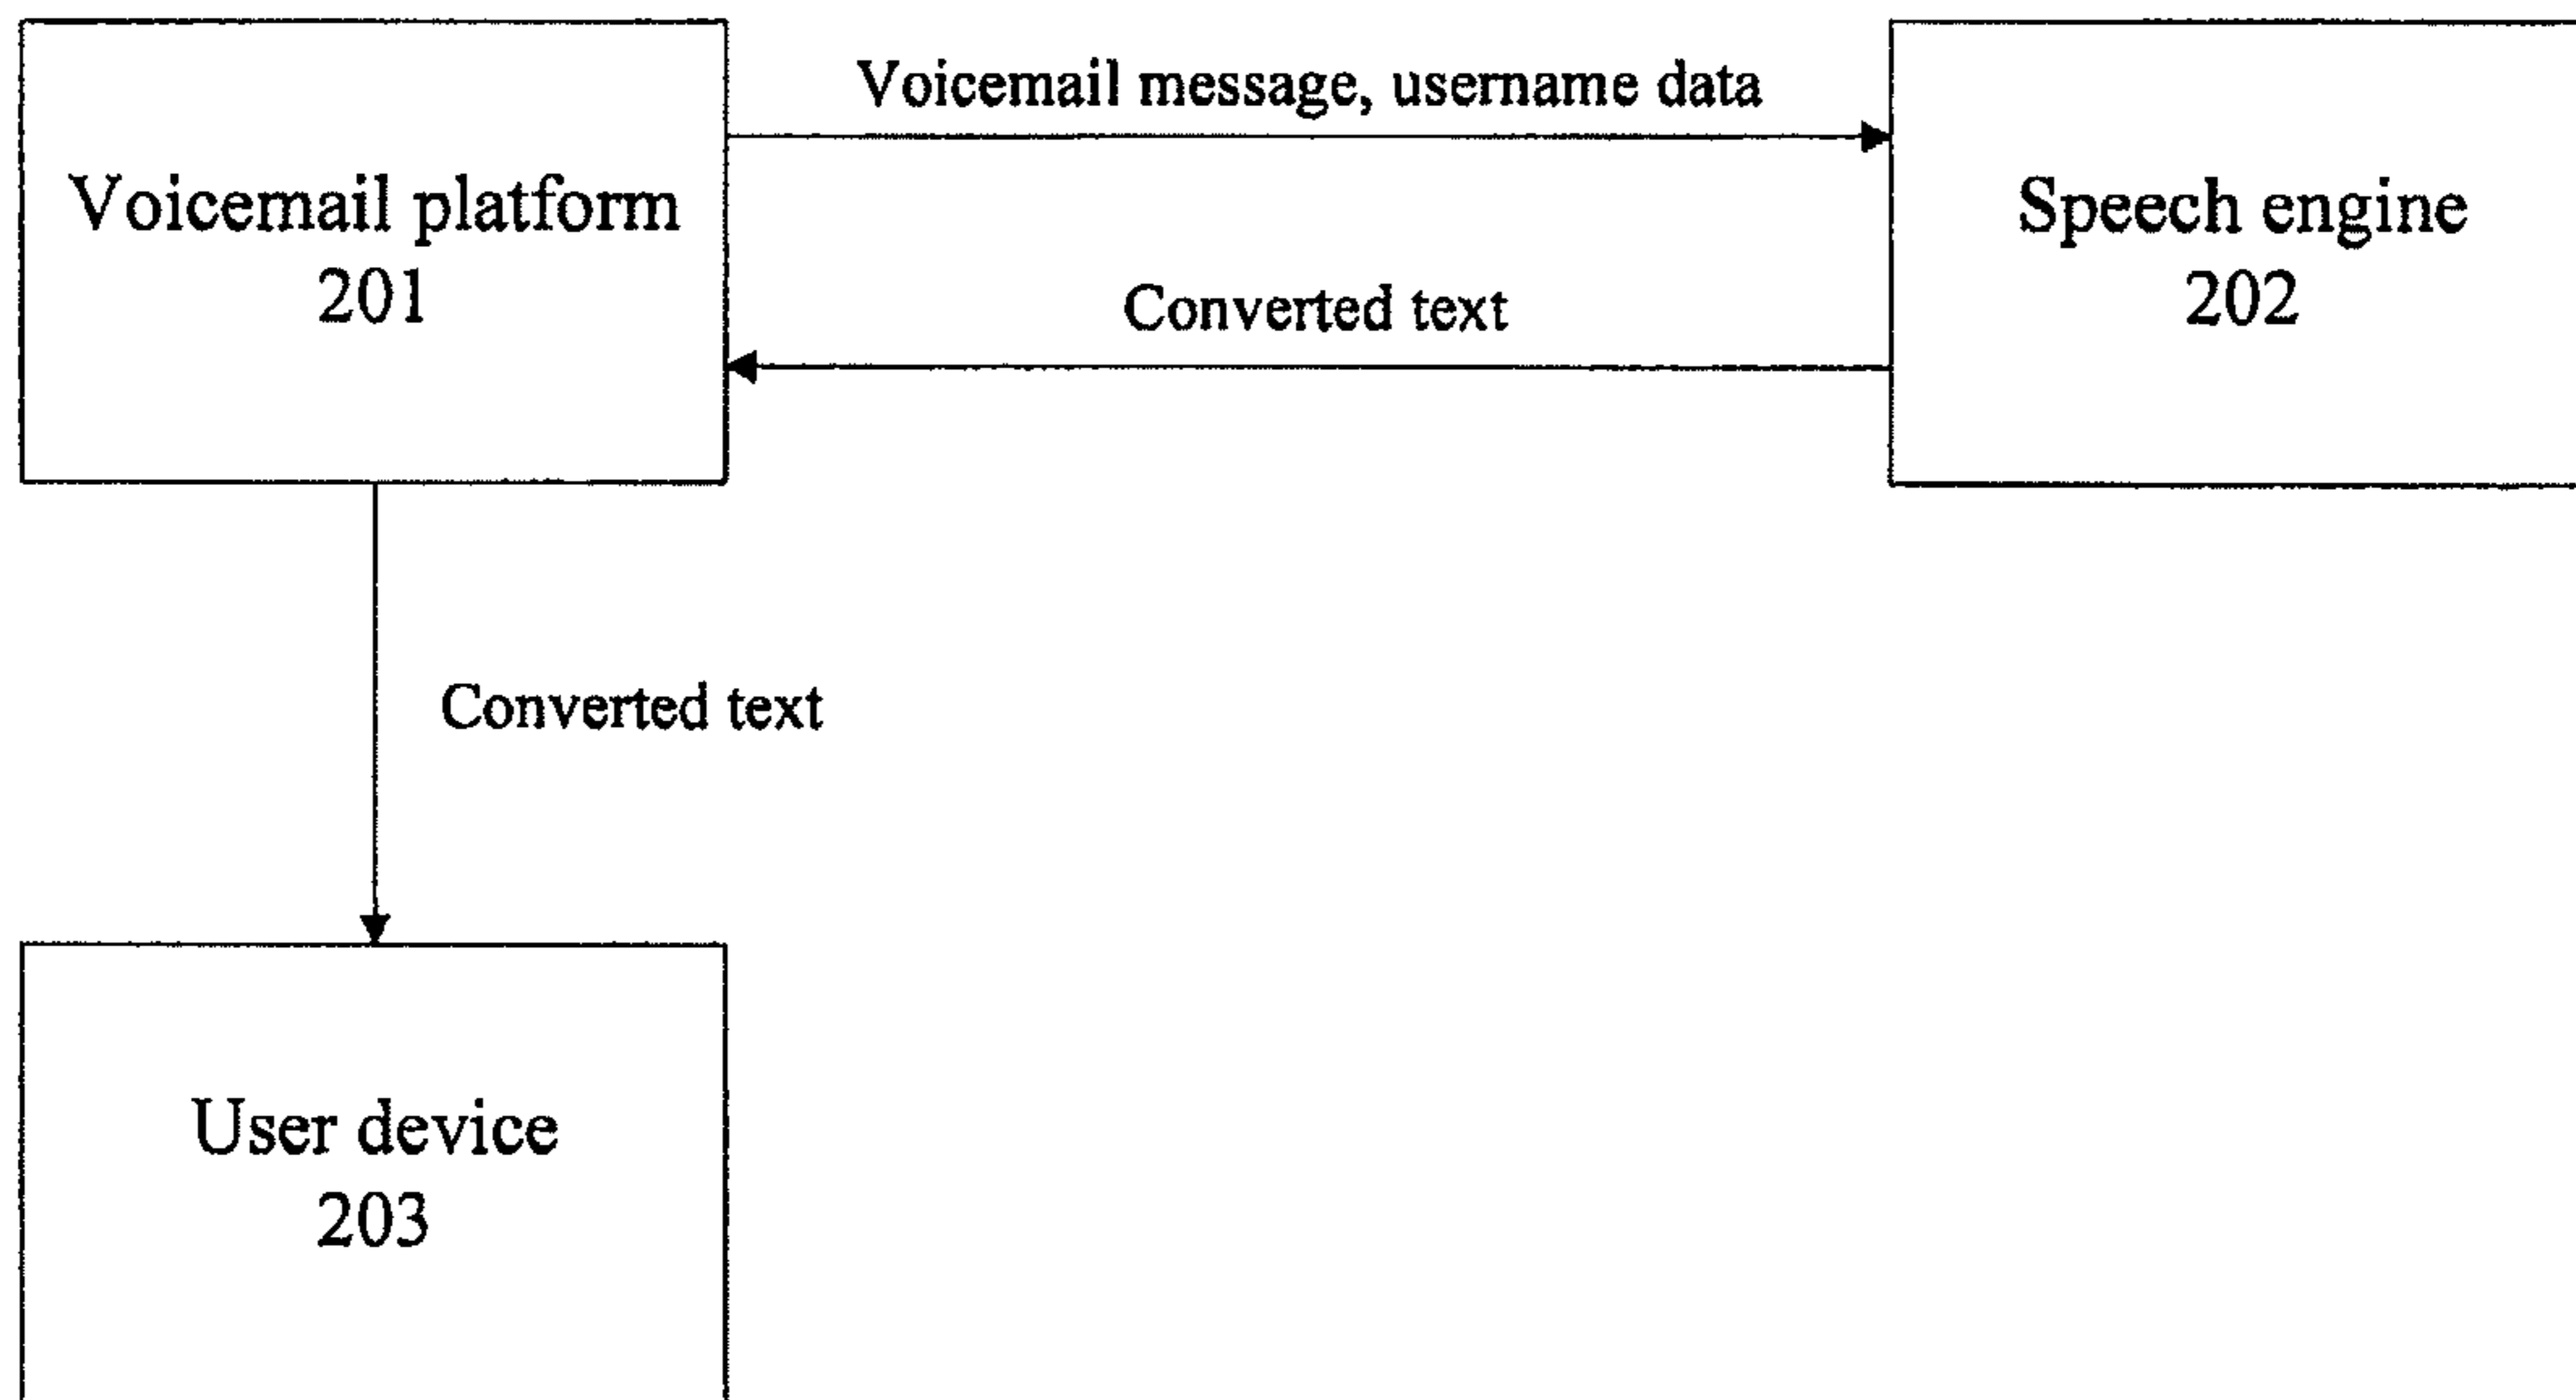 Voicemail platform
201
Voicemail message, username data
Converted text
Speech engine
202
Converted text
User device
203